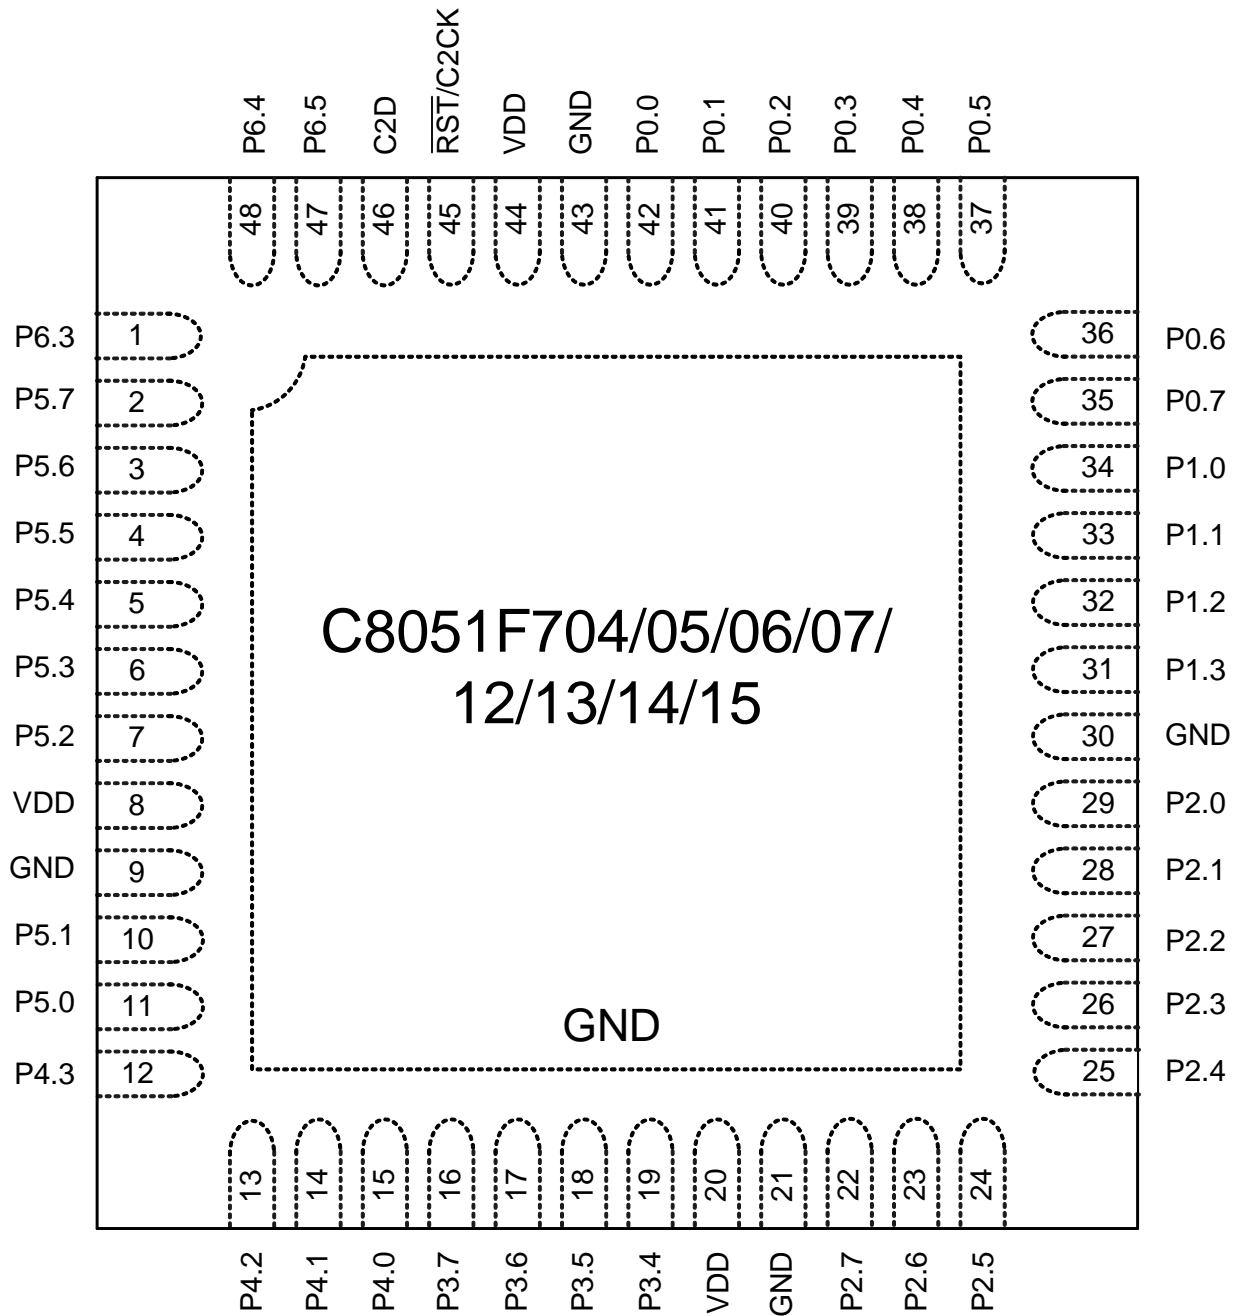 P6.4
P6.5
C2D
RST/C2CK
VDD
GND
P0.0
P0.1
P0.2
P0.3
P0.4
P0.5
48
47
46
45
44
43
42
41
40
39
38
37
P6.3 1
P5.7 2
P5.6 3
P5.5 4
P5.4 5
P5.3 6
P5.2 7
VDD 8
GND 9
P5.1 10
P5.0 11
P4.3 12
C8051F704/05/06/07/
12/13/14/15
GND
36 P0.6
35 P0.7
34 P1.0
33 P1.1
32 P1.2
31 P1.3
30 GND
29 P2.0
28 P2.1
27 P2.2
26 P2.3
25 P2.4
13
14
15
16
17
18
19
20
21
22
23
24
P4.2
P4.1
P4.0
P3.7
P3.6
P3.5
P3.4
VDD
GND
P2.7
P2.6
P2.5